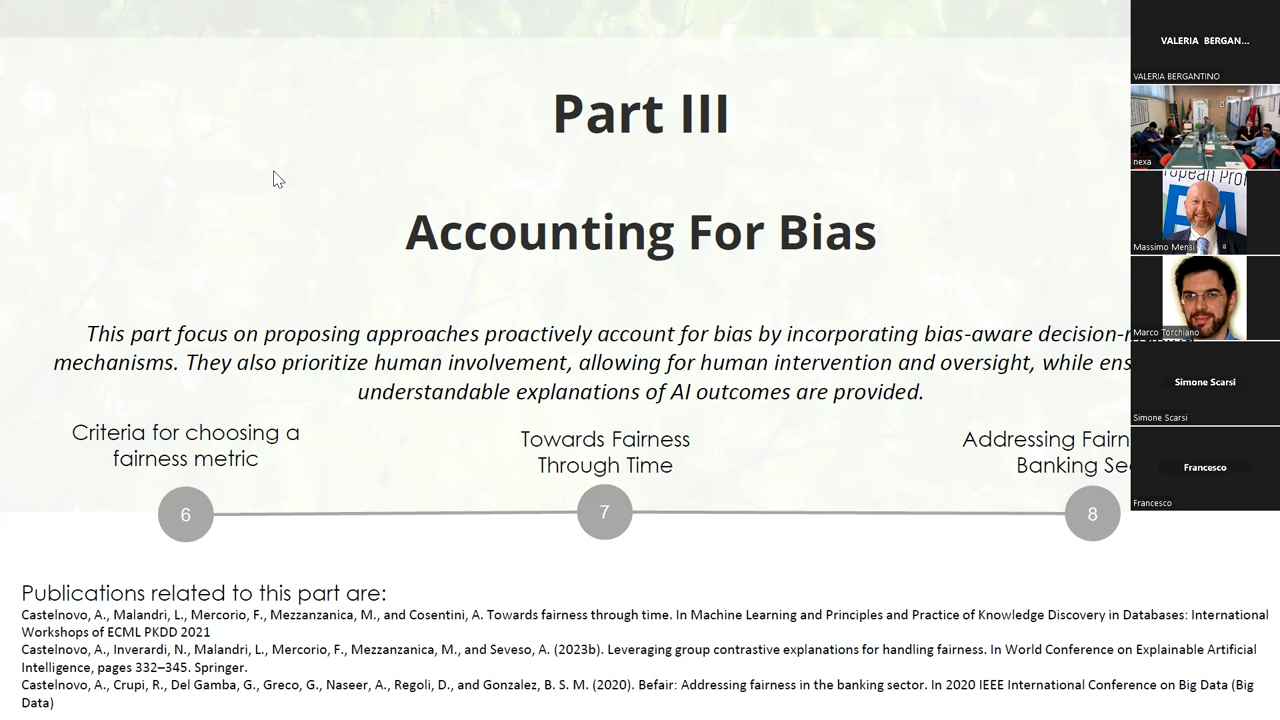 Part III
Accounting For Bias
This part focus on proposing approaches proactively account for bias by incorporating bias-aware
mechanisms. They also prioritize human involvement, allowing for human intervention and oversight, while
understandable explanations of AI outcomes are provided.
Criteria for choosing a
fairness metric
Towards Fairness
Through Time
Addressing
Banking
6
7
8
Publications related to this part are:
Castelnovo, A., Malandri, L., Mercorio, F., Mezzanzanica, M., and Cosentini, A. Towards fairness through time. In Machine Learning and Principles and Practice of Knowledge Discovery in Databases: International
Workshops of ECML PKDD 2021
Castelnovo, A., Inverardi, N., Malandri, L., Mercorio, F., Mezzanzanica, M., and Seveso, A. (2023b). Leveraging group contrastive explanations for handling fairness. In World Conference on Explainable Artificial
Intelligence, pages 332–345. Springer.
Castelnovo, A., Crupi, R., Del Gamba, G., Greco, G., Naseer, A., Regoli, D., and Gonzalez, B. S. M. (2020). Befair: Addressing fairness in the banking sector. In 2020 IEEE International Conference on Big Data (Big
Data)
VALERIA BERGAN...
VALERIA BERGANTINO
nexa
Massimo Mensi
Marco Torchiano
Simone Scarsi
Simone Scarsi
Francesco
Francesco